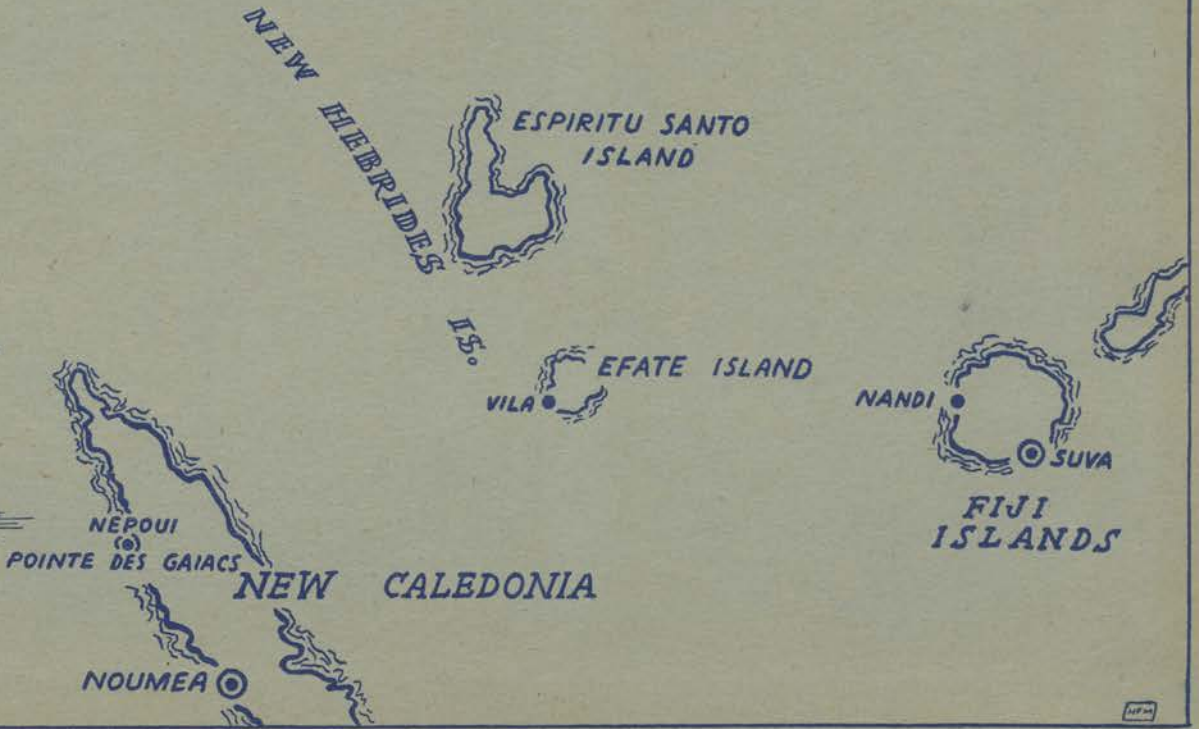 NEW HEBRIDES IS.
ESPIRITU SANTO
ISLAND
EFATE ISLAND
VILA
NANDI
SUVA
FIJI
ISLANDS
NEPOUI
POINTE DES GAIACS
NEW CALEDONIA
NOUMEA